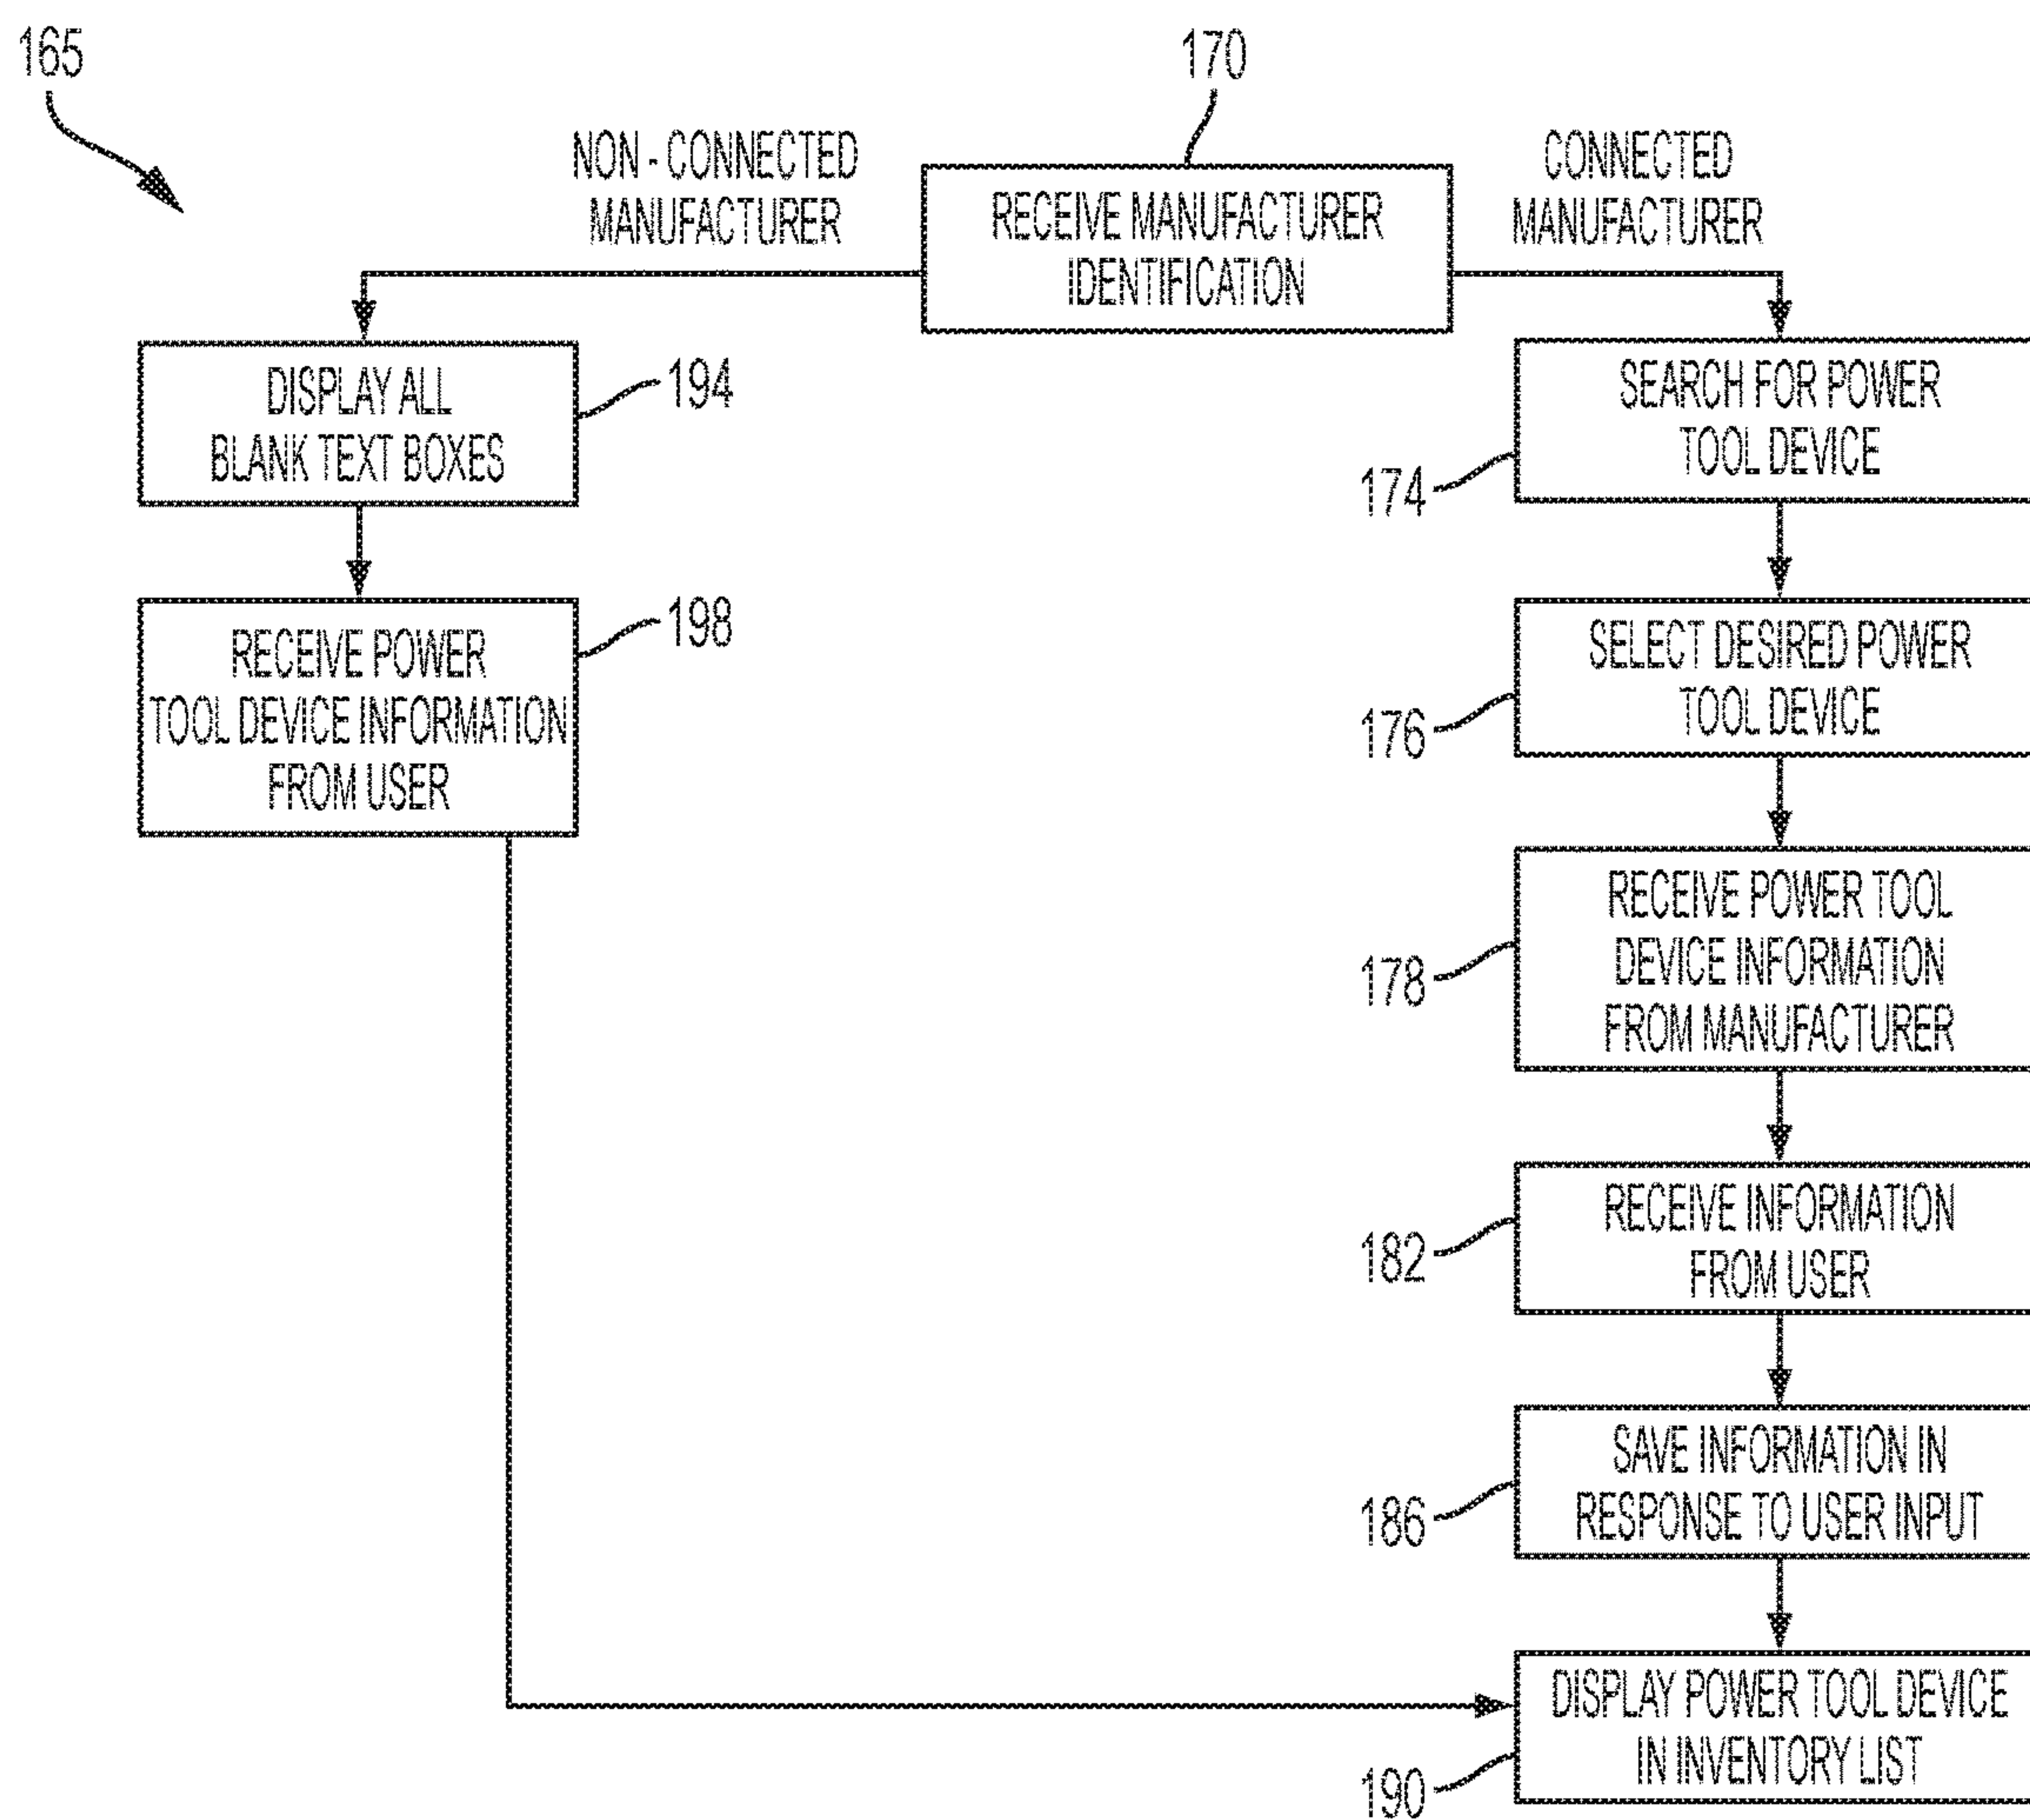 165
170
NON - CONNECTED
MANUFACTURER
CONNECTED
MANUFACTURER
RECEIVE MANUFACTURER
IDENTIFICATION
DISPLAY ALL
BLANK TEXT BOXES
194
SEARCH FOR POWER
TOOL DEVICE
174
RECEIVE POWER
TOOL DEVICE INFORMATION
FROM USER
198
SELECT DESIRED POWER
TOOL DEVICE
176
RECEIVE POWER TOOL
DEVICE INFORMATION
FROM MANUFACTURER
178
RECEIVE INFORMATION
FROM USER
182
SAVE INFORMATION IN
RESPONSE TO USER INPUT
186
DISPLAY POWER TOOL DEVICE
IN INVENTORY LIST
190